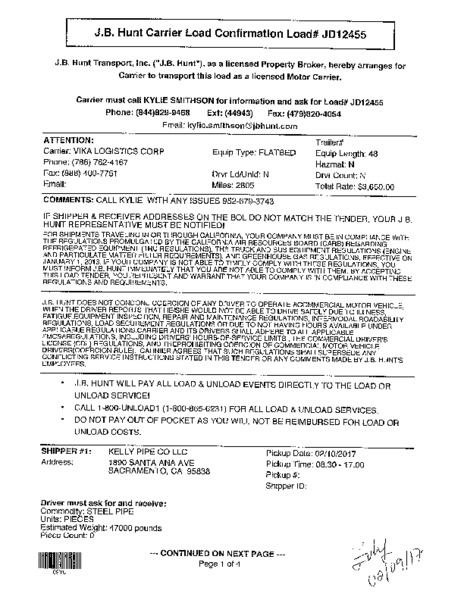 J.B. Hunt Carrier Load Confirmation Load# JD12455
J.B. Hunt Transport, Inc. ("J.B. Hunt"), as a licensed Property Broker, hereby arranges for
Carrier to transport this load as a licensed Motor Carrier.
Carrier must call KYLIE SMITHSON for information and ask for Load# JD12455
Phone: (844)829-9468 Ext: (44943) Fax: (479)820-4054
Email: kylie.smithson@jbhunt.com
ATTENTION:
Trailer#
Carrier: VIKA LOGISTICS CORP Equip Type: FLATBED Equip Length: 48
Phone: (786) 762-4167 Hazmat: N
Fax: (888) 400-7761 Drvr Ld/Unld: N Drvr Count: N
Email: Miles: 2805 Total Rate: $3,650.00
COMMENTS: CALL KYLIE WITH ANY ISSUES 952-679-3743
IF SHIPPER & RECEIVER ADDRESSES ON THE BOL DO NOT MATCH THE TENDER, YOUR J.B.
HUNT REPRESENTATIVE MUST BE NOTIFIED!
FOR SHIPMENTS TRAVELING IN OR THROUGH CALIFORNIA, YOUR COMPANY MUST BE IN COMPLIANCE WITH
THE REGULATIONS PROMULGATED BY THE CALIFORNIA AIR RESOURCES BOARD (CARB) REGARDING
REFRIGERATED EQUIPMENT (TRU REGULATIONS), THE TRUCK AND BUS EQUIPMENT REGULATIONS (ENGINE
AND PARTICULATE MATTER FILTER REQUIREMENTS), AND GREENHOUSE GAS REGULATIONS, EFFECTIVE ON
JANUARY 1, 2013. IF YOUR COMPANY IS NOT ABLE TO TIMELY COMPLY WITH THESE REGULATIONS, YOU
MUST INFORM J.B. HUNT IMMEDIATELY THAT YOU ARE NOT ABLE TO COMPLY WITH THEM. BY ACCEPTING
THIS LOAD TENDER, YOU REPRESENT AND WARRANT THAT YOUR COMPANY IS IN COMPLIANCE WITH THESE
REGULATIONS AND REQUIREMENTS.
J.B. HUNT DOES NOT CONDONE COERCION OF ANY DRIVER TO OPERATE A COMMERCIAL MOTOR VEHICLE,
WHEN THE DRIVER REPORTS THAT HE/SHE WOULD NOT BE ABLE TO DRIVE SAFELY DUE TO ILLNESS,
FATIGUE, EQUIPMENT INSPECTION, REPAIR AND MAINTENANCE REGULATIONS, INTERMODAL ROADABILITY
REGULATIONS, LOAD SECUREMENT REGULATIONS OR DUE TO NOT HAVING HOURS AVAILABLE UNDER
APPLICABLE REGULATIONS. CARRIER AND ITS DRIVERS SHALL ADHERE TO ALL APPLICABLE
FMCSA REGULATIONS, INCLUDING DRIVERS' HOURS-OF-SERVICE LIMITS, THE COMMERCIAL DRIVER'S
LICENSE (CDL) REGULATIONS, AND THE PROHIBITING COERCION OF COMMERCIAL MOTOR VEHICLE
DRIVERS (COERCION RULE). CARRIER AGREES THAT SUCH REGULATIONS SHALL SUPERSEDE ANY
CONFLICTING SERVICE INSTRUCTIONS STATED IN THIS TENDER OR ANY COMMENTS MADE BY J.B. HUNT'S
EMPLOYEES.
• J.B. HUNT WILL PAY ALL LOAD & UNLOAD EVENTS DIRECTLY TO THE LOAD OR
UNLOAD SERVICE!
• CALL 1-800-UNLOAD1 (1-800-865-6231) FOR ALL LOAD & UNLOAD SERVICES.
• DO NOT PAY OUT OF POCKET AS YOU WILL NOT BE REIMBURSED FOR LOAD OR
UNLOAD COSTS.
SHIPPER #1: KELLY PIPE CO LLC Pickup Date: 02/10/2017
Address: 1890 SANTA ANA AVE Pickup Time: 08:30 - 17:00
SACRAMENTO, CA 95838 Pickup #:
Shipper ID:
Driver must ask for and receive:
Commodity: STEEL PIPE
Units: PIECES
Estimated Weight: 47000 pounds
Piece Count: 0
--- CONTINUED ON NEXT PAGE ---
Page 1 of 4
02/09/17